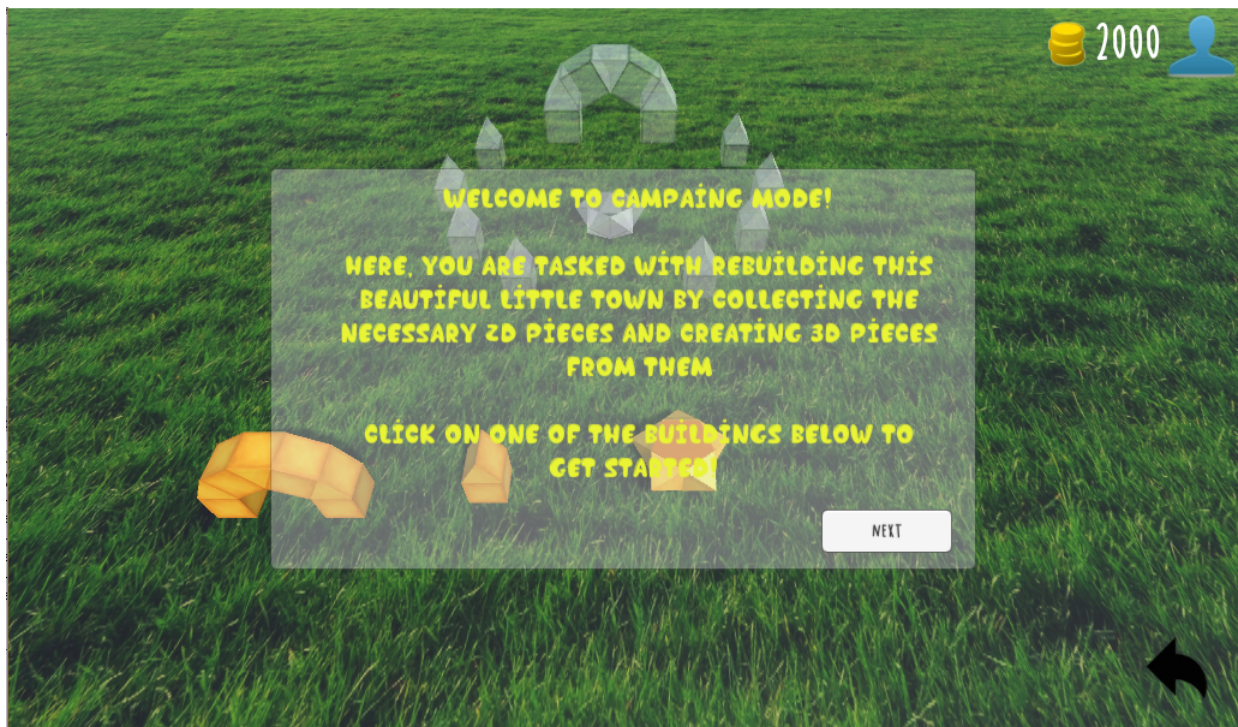 2000
WELCOME TO CAMPAİNG MODE!
HERE, YOU ARE TASKED WİTH REBUİLDİNG THİS
BEAUTİFUL LİTTLE TOWN BY COLLECTİNG THE
NECESSARY 2D PİECES AND CREATİNG 3D PİECES
FROM THEM
CLİCK ON ONE OF THE BUİLDİNGS BELOW TO
GET STARTED!
NEXT